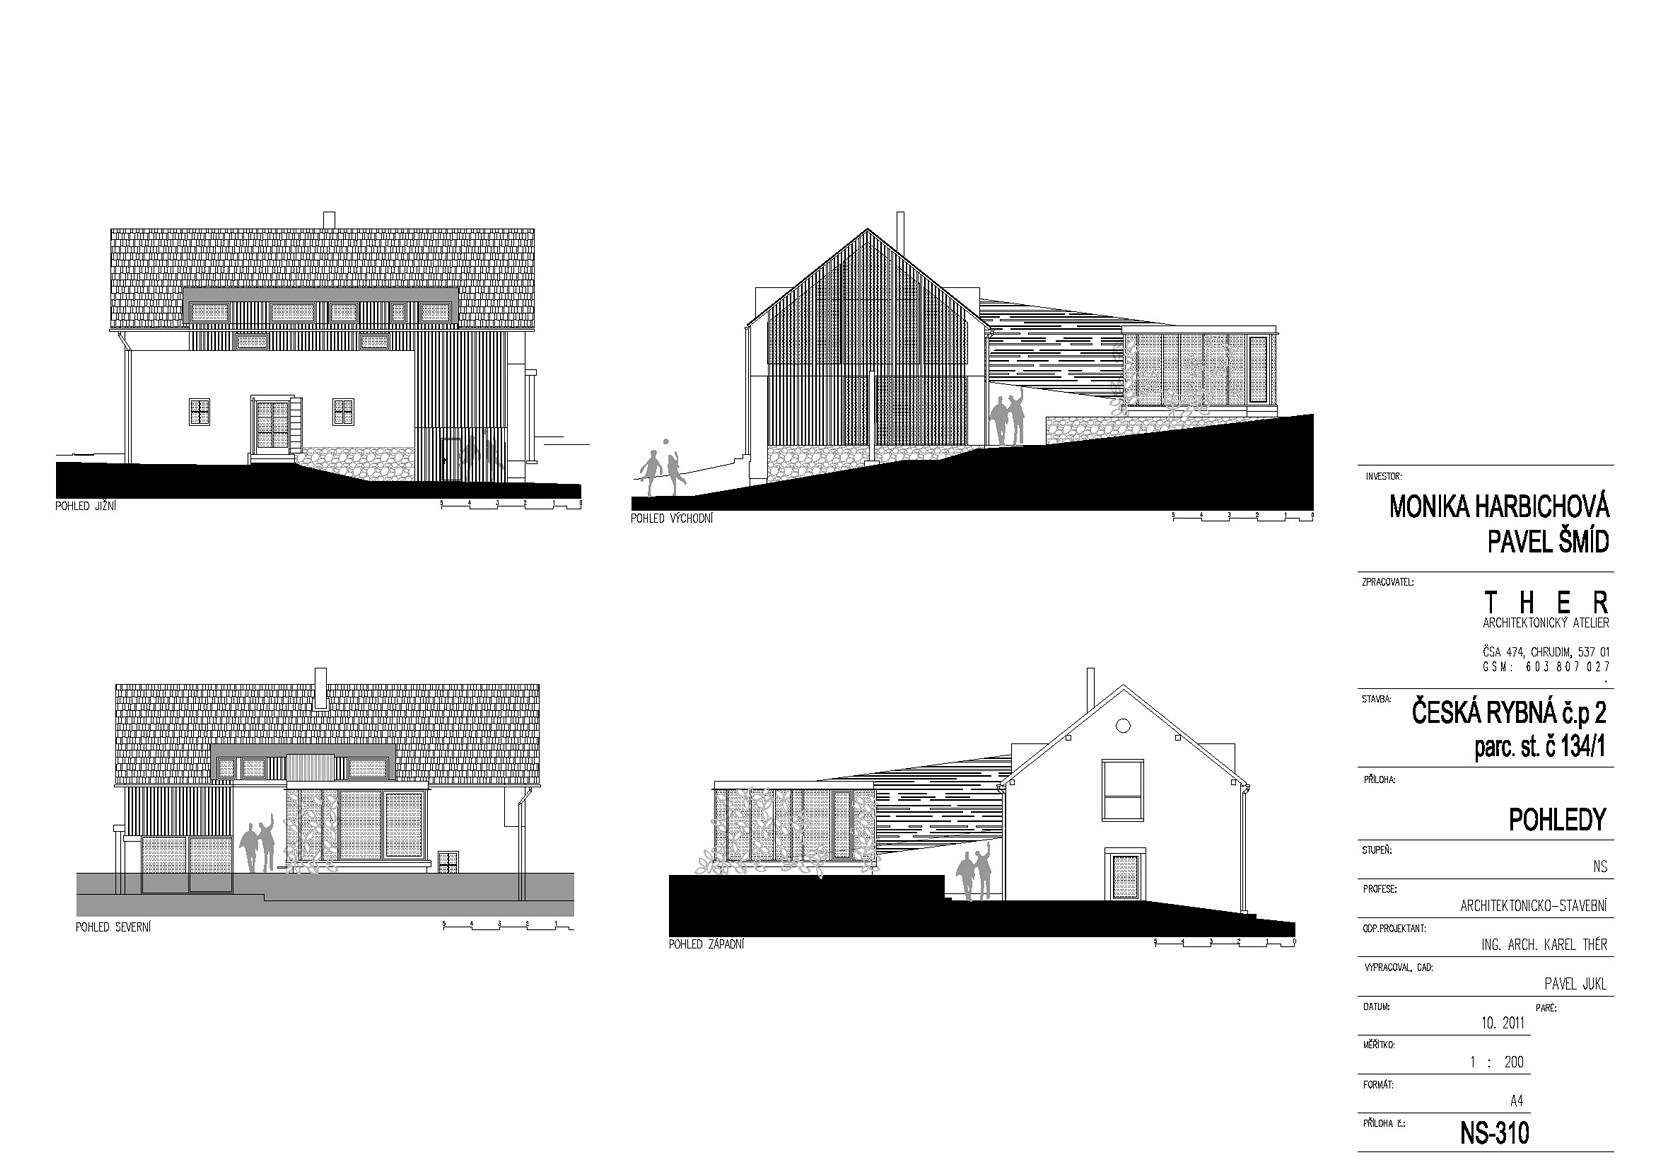 POHLED JIŽNÍ
5 4 3 2 1 0
POHLED VÝCHODNÍ
5 4 3 2 1 0
POHLED SEVERNÍ
5 4 3 2 1
POHLED ZÁPADNÍ
5 4 3 2 1 0
INVESTOR:
MONIKA HARBICHOVÁ
PAVEL ŠMÍD
ZPRACOVATEL:
T H E R
ARCHITEKTONICKÝ ATELIER
ČSA 474, CHRUDIM, 537 01
GSM: 603 807 027
STAVBA:
ČESKÁ RYBNÁ č.p 2
parc. st. č 134/1
PŘÍLOHA:
POHLEDY
STUPEŇ:
NS
PROFESE:
ARCHITEKTONICKO-STAVEBNÍ
ODP.PROJEKTANT:
ING. ARCH. KAREL THÉR
VYPRACOVAL, CAD:
PAVEL JUKL
DATUM:
PARÉ:
10. 2011
MĚŘÍTKO:
1 : 200
FORMÁT:
A4
PŘÍLOHA Č.:
NS-310